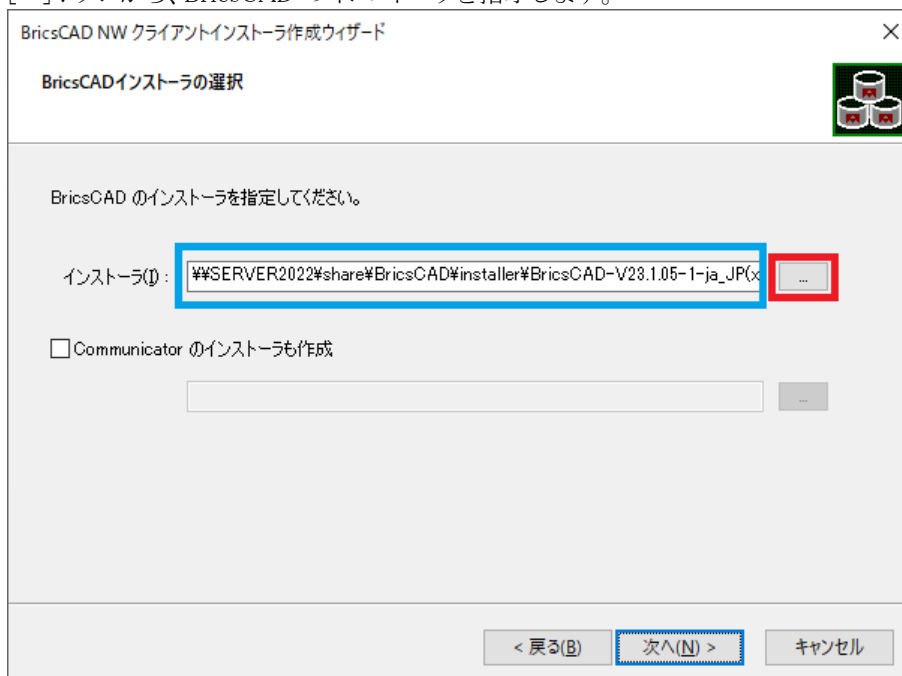 BricsCAD NW クライアントインストーラ作成ウィザード
BricsCADインストーラの選択
BricsCAD のインストーラを指定してください。
インストーラ(I) : ¥¥SERVER2022¥share¥BricsCAD¥installer¥BricsCAD-V23.1.05-1-ja_JP(x ...
Communicator のインストーラも作成
...
< 戻る(B) 次へ(N) > キャンセル